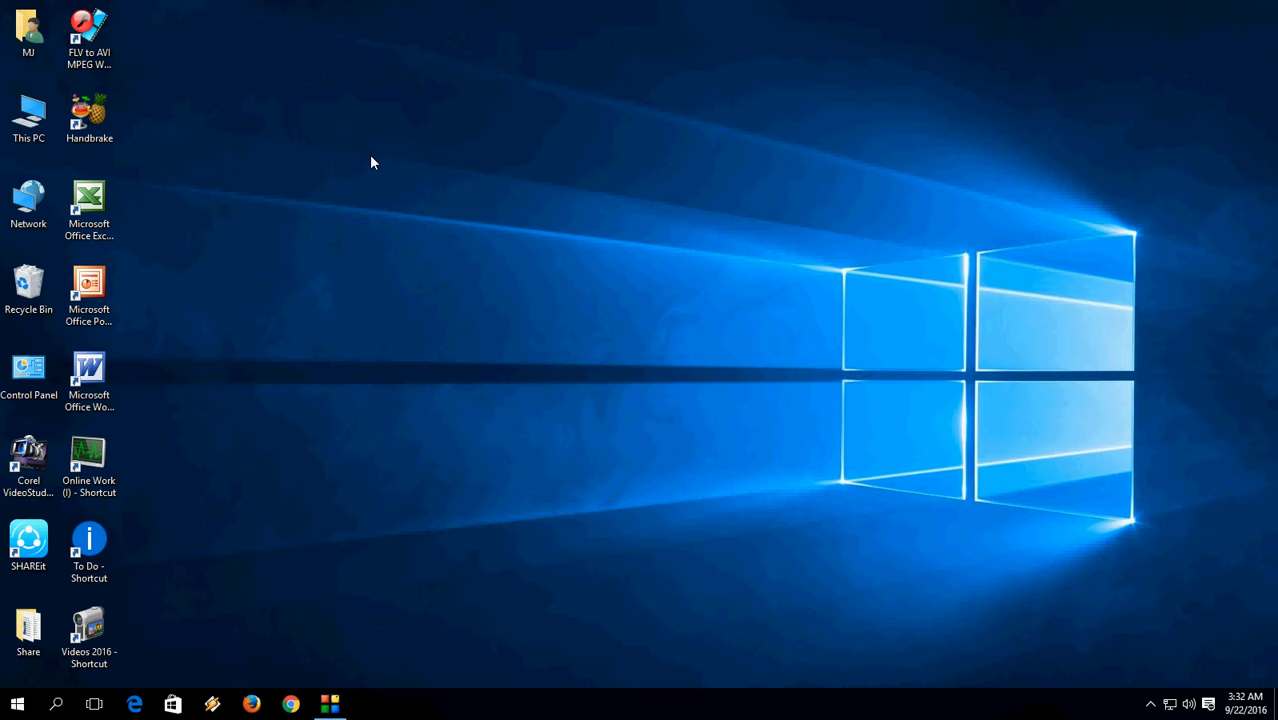 MJ
FLV to AVI
MPEG W...
This PC
Handbrake
Network
Microsoft
Office Exc...
Recycle Bin
Microsoft
Office Po...
Control Panel
Microsoft
Office Wo...
Corel
VideoStud...
Online Work
(I) - Shortcut
SHAREit
To Do -
Shortcut
Share
Videos 2016 -
Shortcut
3:32 AM
9/22/2016